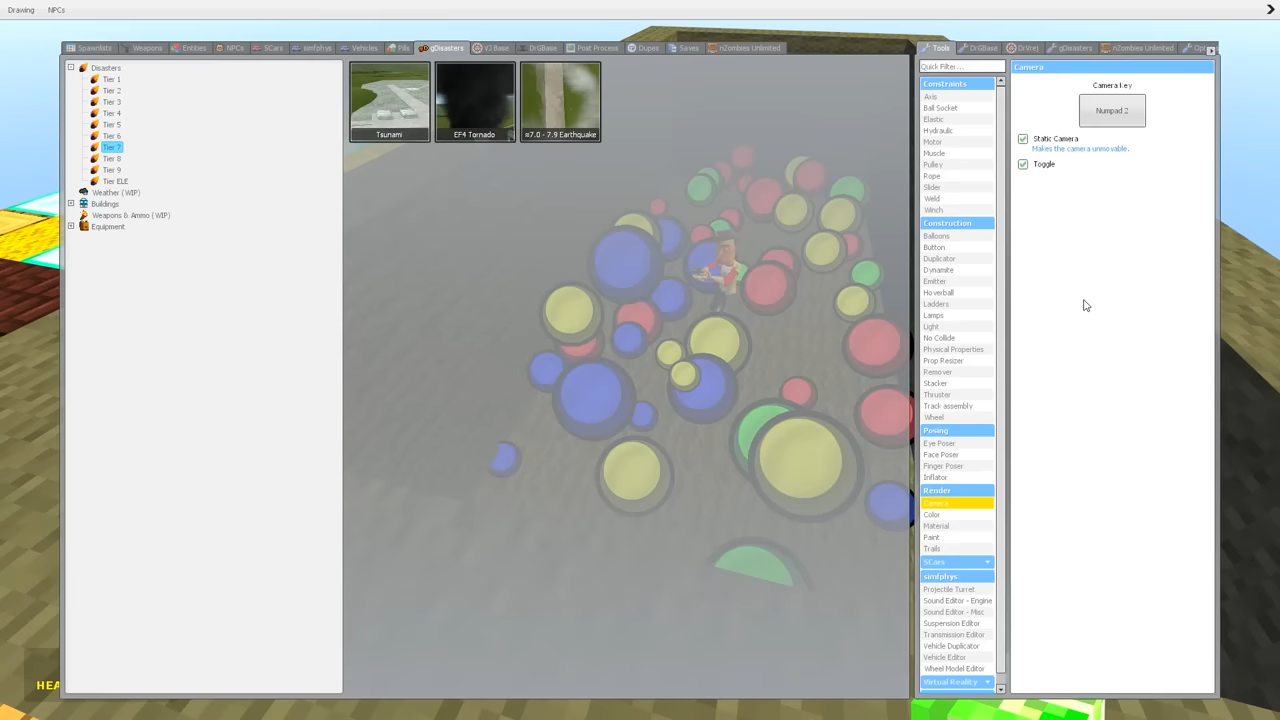 Drawing NPCs
Spawnlists Weapons Entities NPCs SCars simfphys Vehicles Pills gDisasters VJ Base DrGBase Post Process Dupes Saves nZombies Unlimited
Tools DrGBase DrVrej gDisasters nZombies Unlimited
Disasters
Tier 1
Tier 2
Tier 3
Tier 4
Tier 5
Tier 6
Tier 7
Tier 8
Tier 9
Tier ELE
Weather (WIP)
Buildings
Weapons & Ammo (WIP)
Equipment
Tsunami
EF4 Tornado
≈7.0 - 7.9 Earthquake
Quick Filter...
Constraints
Axis
Ball Socket
Elastic
Hydraulic
Motor
Muscle
Pulley
Rope
Slider
Weld
Winch
Construction
Balloons
Button
Duplicator
Dynamite
Emitter
Hoverball
Ladders
Lamps
Light
No Collide
Physical Properties
Prop Resizer
Remover
Stacker
Thruster
Track assembly
Wheel
Posing
Eye Poser
Face Poser
Finger Poser
Inflator
Render
Camera
Color
Material
Paint
Trails
SCars
simfphys
Projectile Turret
Sound Editor - Engine
Sound Editor - Misc
Suspension Editor
Transmission Editor
Vehicle Duplicator
Vehicle Editor
Wheel Model Editor
Virtual Reality
Camera
Camera Key
Numpad 2
Static Camera
Makes the camera unmovable.
Toggle